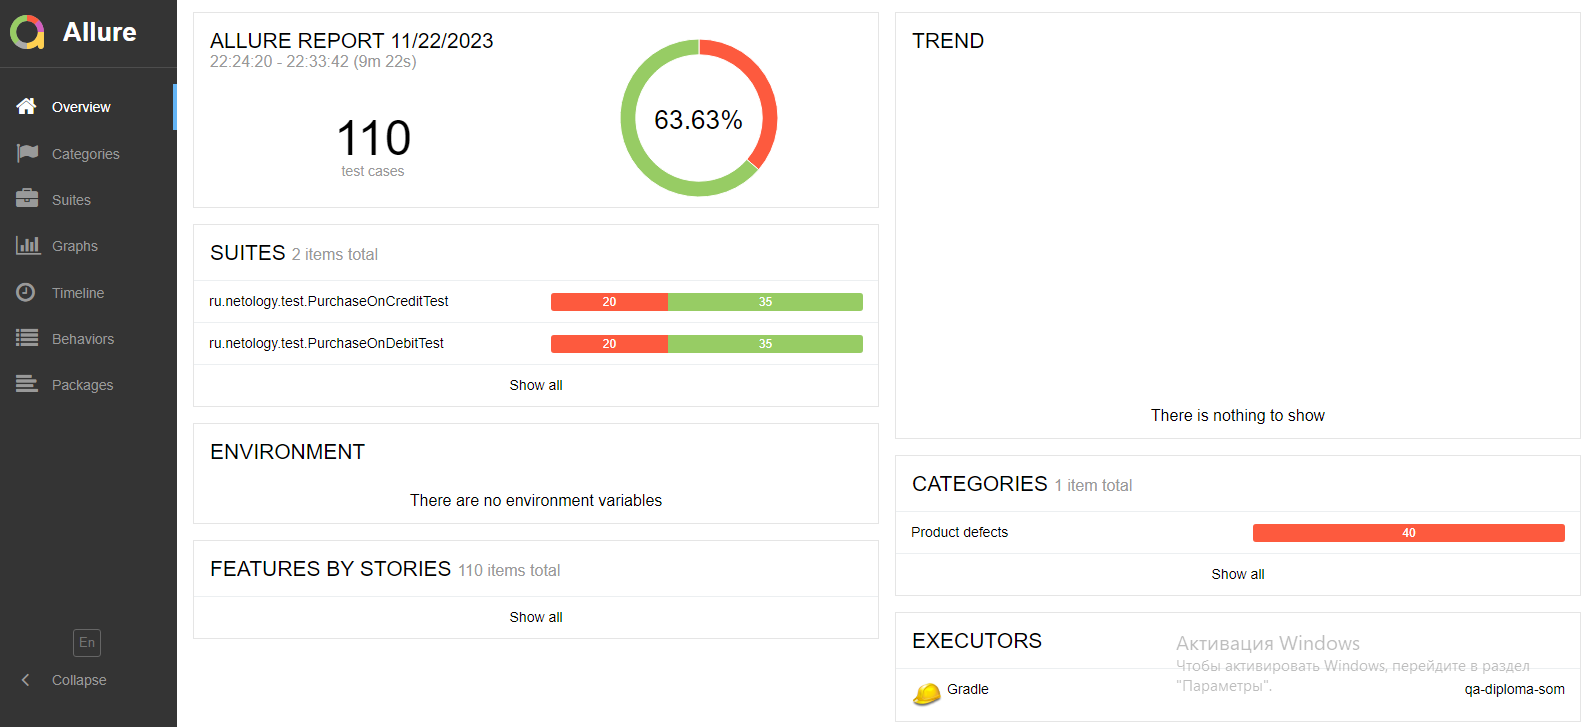 Allure
Overview
Categories
Suites
Graphs
Timeline
Behaviors
Packages
En
Collapse
ALLURE REPORT 11/22/2023
22:24:20 - 22:33:42 (9m 22s)
110
test cases
63.63%
SUITES 2 items total
ru.netology.test.PurchaseOnCreditTest 20 35
ru.netology.test.PurchaseOnDebitTest 20 35
Show all
ENVIRONMENT
There are no environment variables
FEATURES BY STORIES 110 items total
Show all
TREND
There is nothing to show
CATEGORIES 1 item total
Product defects 40
Show all
EXECUTORS
Gradle qa-diploma-som
Активация Windows
Чтобы активировать Windows, перейдите в раздел
"Параметры".